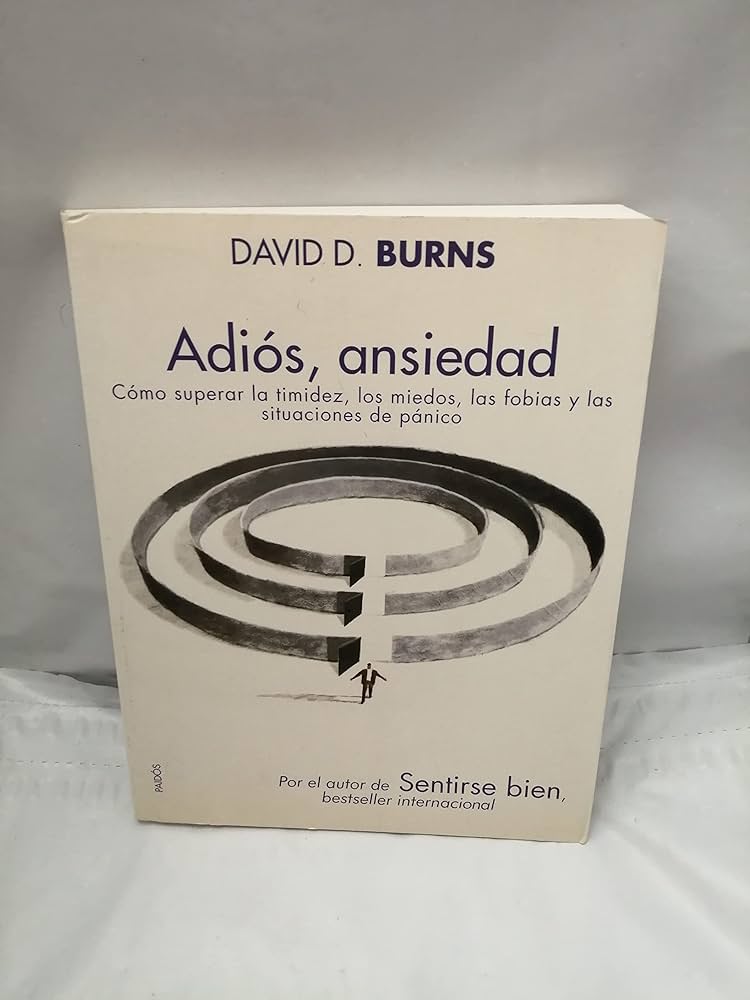 DAVID D. BURNS
Adiós, ansiedad
Cómo superar la timidez, los miedos, las fobias y las
situaciones de pánico
PAIDÓS
Por el autor de Sentirse bien,
bestseller internacional